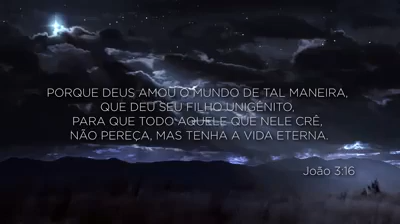 PORQUE DEUS AMOU O MUNDO DE TAL MANEIRA,
QUE DEU SEU FILHO UNIGÊNITO,
PARA QUE TODO AQUELE QUE NELE CRÊ,
NÃO PEREÇA, MAS TENHA A VIDA ETERNA.
João 3:16